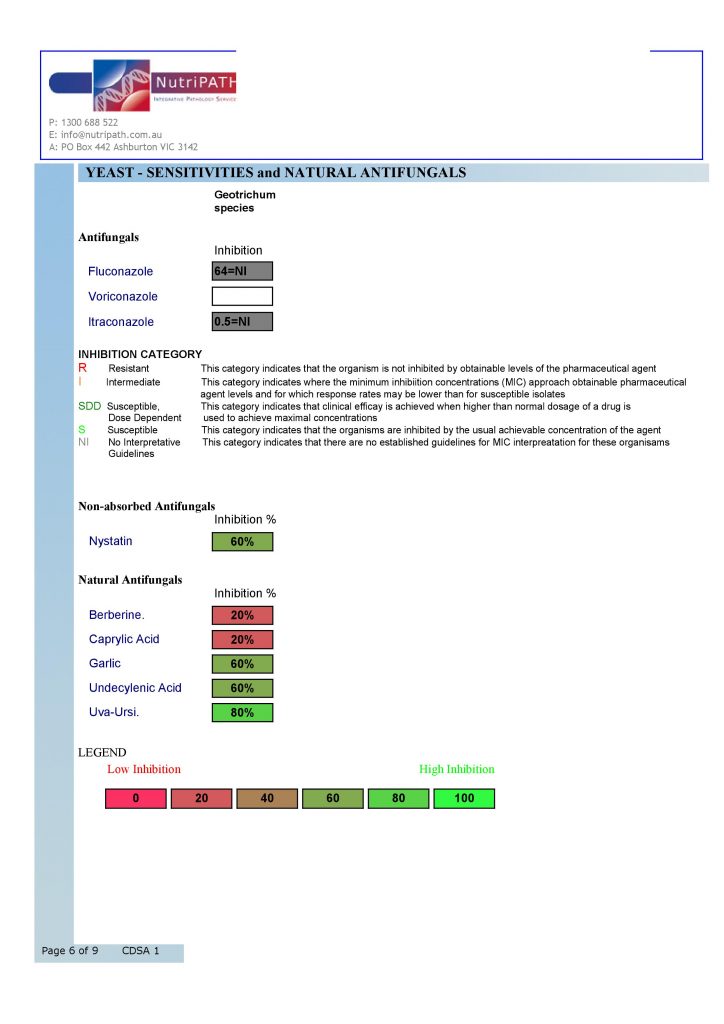 NutriPATH
INTEGRATIVE PATHOLOGY SERVICE
P: 1300 688 522
E: info@nutripath.com.au
A: PO Box 442 Ashburton VIC 3142
YEAST - SENSITIVITIES and NATURAL ANTIFUNGALS
Geotrichum
species
Antifungals
Inhibition
Fluconazole 64=NI
Voriconazole
Itraconazole 0.5=NI
INHIBITION CATEGORY
R Resistant This category indicates that the organism is not inhibited by obtainable levels of the pharmaceutical agent
I Intermediate This category indicates where the minimum inhibiition concentrations (MIC) approach obtainable pharmaceutical
agent levels and for which response rates may be lower than for susceptible isolates
SDD Susceptible, This category indicates that clinical efficay is achieved when higher than normal dosage of a drug is
Dose Dependent used to achieve maximal concentrations
S Susceptible This category indicates that the organisms are inhibited by the usual achievable concentration of the agent
NI No Interpretative This category indicates that there are no established guidelines for MIC interpreatation for these organisams
Guidelines
Non-absorbed Antifungals
Inhibition %
Nystatin 60%
Natural Antifungals
Inhibition %
Berberine. 20%
Caprylic Acid 20%
Garlic 60%
Undecylenic Acid 60%
Uva-Ursi. 80%
LEGEND
Low Inhibition High Inhibition
0 20 40 60 80 100
Page 6 of 9 CDSA 1